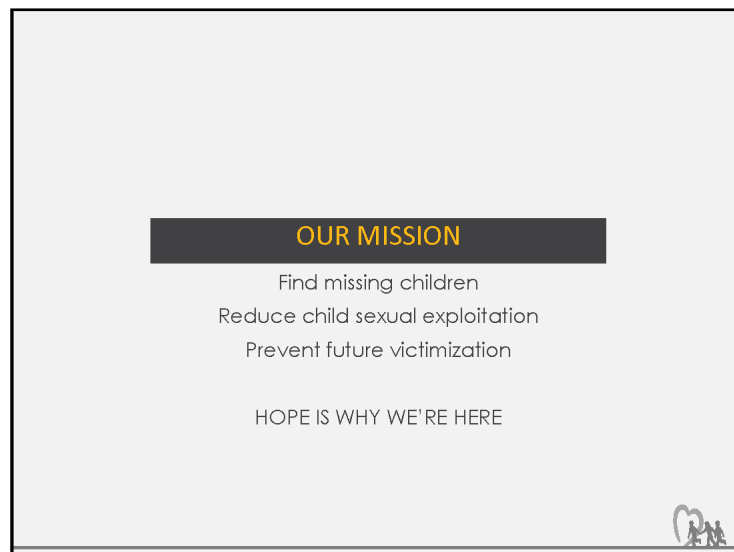 OUR MISSION
Find missing children
Reduce child sexual exploitation
Prevent future victimization
HOPE IS WHY WE'RE HERE